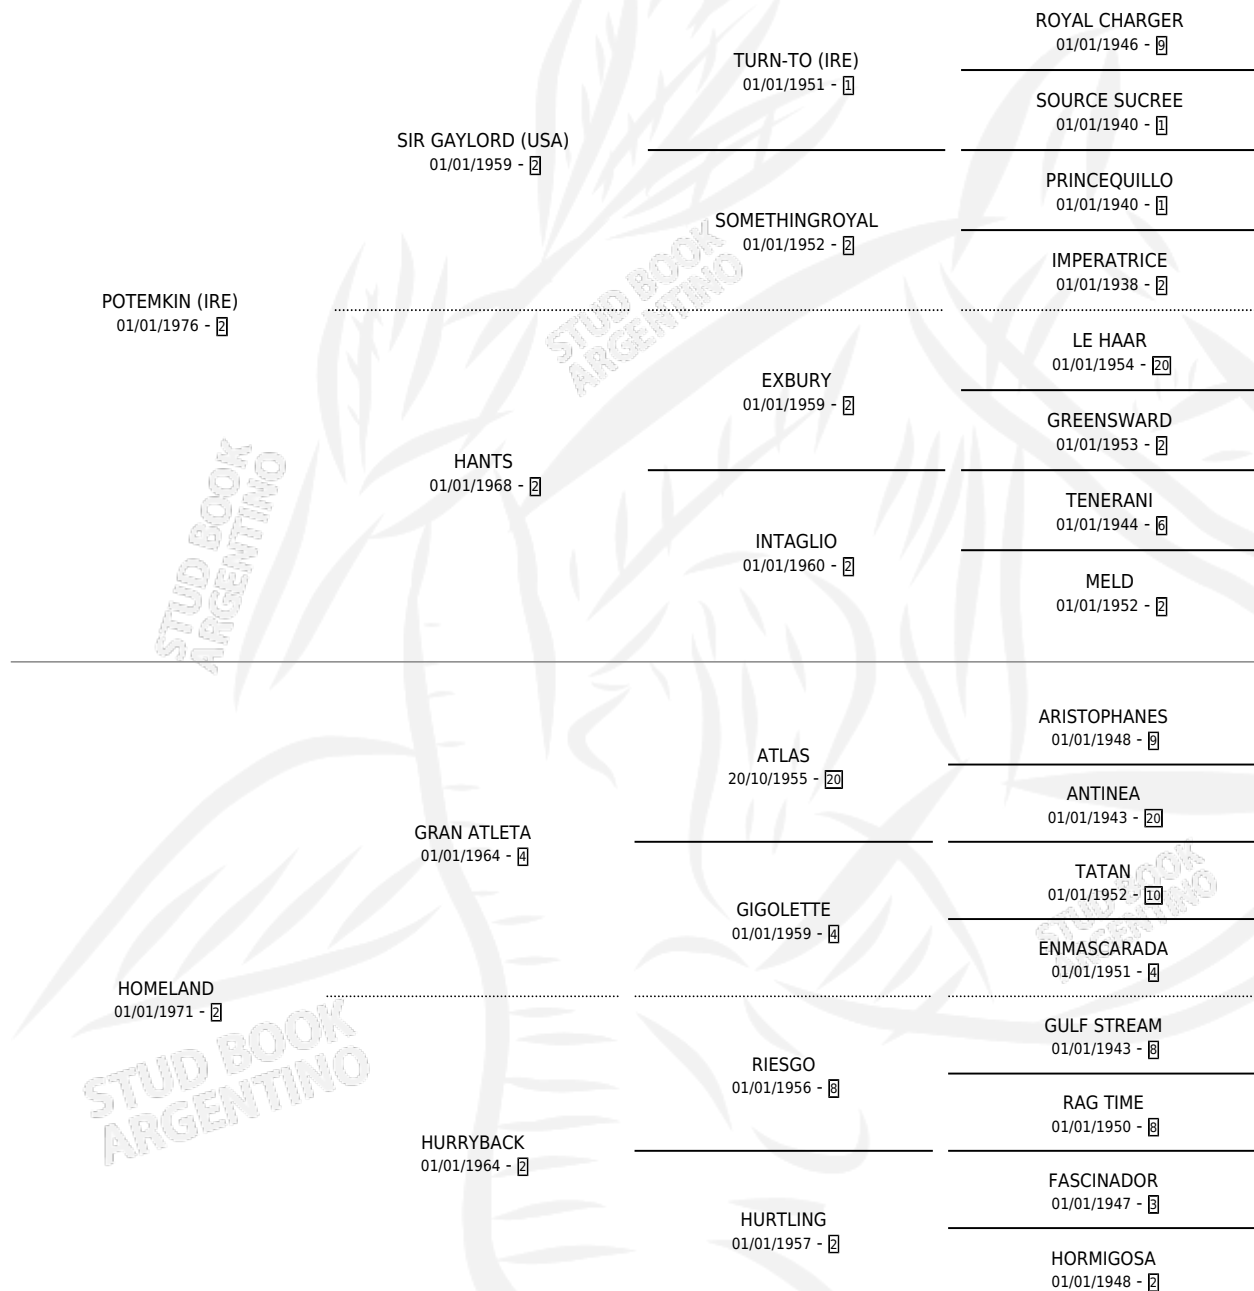 ROYAL CHARGER
01/01/1946 - 9
TURN-TO (IRE)
01/01/1951 - 1
SOURCE SUCREE
01/01/1940 - 1
SIR GAYLORD (USA)
01/01/1959 - 2
PRINCEQUILLO
01/01/1940 - 1
SOMETHINGROYAL
01/01/1952 - 2
IMPERATRICE
01/01/1938 - 2
POTEMKIN (IRE)
01/01/1976 - 2
LE HAAR
01/01/1954 - 20
EXBURY
01/01/1959 - 2
GREENSWARD
01/01/1953 - 2
HANTS
01/01/1968 - 2
TENERANI
01/01/1944 - 6
INTAGLIO
01/01/1960 - 2
MELD
01/01/1952 - 2
ARISTOPHANES
01/01/1948 - 9
ATLAS
20/10/1955 - 20
ANTINEA
01/01/1943 - 20
GRAN ATLETA
01/01/1964 - 4
TATAN
01/01/1952 - 10
GIGOLETTE
01/01/1959 - 4
ENMASCARADA
01/01/1951 - 4
HOMELAND
01/01/1971 - 2
GULF STREAM
01/01/1943 - 8
RIESGO
01/01/1956 - 8
RAG TIME
01/01/1950 - 8
HURRYBACK
01/01/1964 - 2
FASCINADOR
01/01/1947 - 3
HURTLING
01/01/1957 - 2
HORMIGOSA
01/01/1948 - 2
STUD BOOK
ARGENTINO
STUD BOOK
ARGENTINO
STUD BOOK
ARGENTINO
STUD BOOK
ARGENTINO